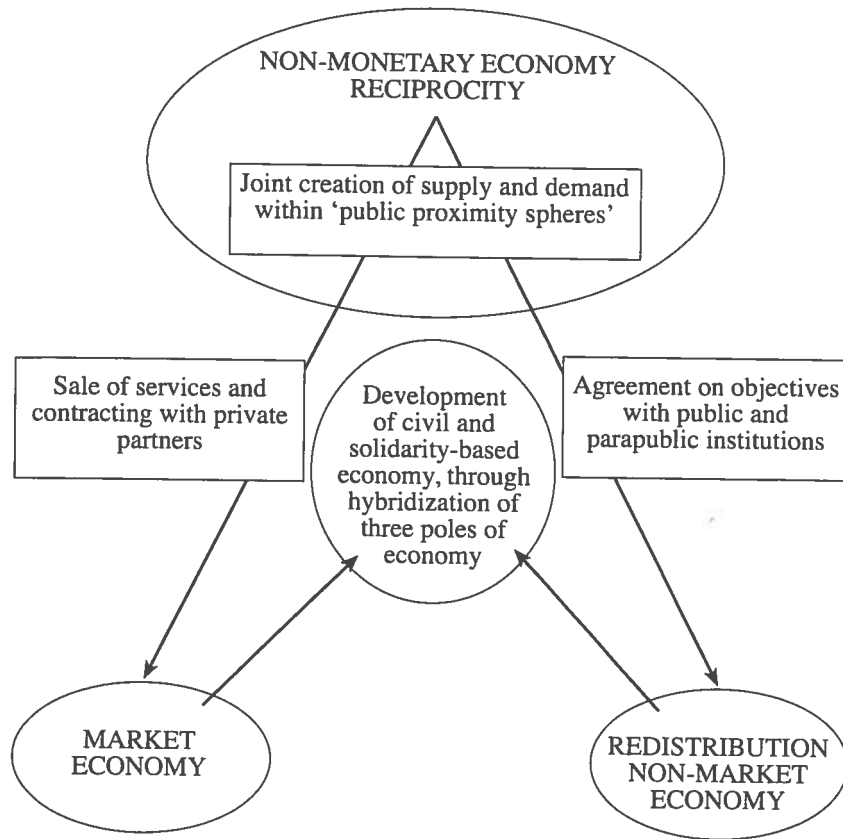 NON-MONETARY ECONOMY
RECIPROCITY
Joint creation of supply and demand
within ‘public proximity spheres’
Sale of services and
contracting with private
partners
Development
of civil and
solidarity-based
economy, through
hybridization of
three poles of
economy
Agreement on objectives
with public and
parapublic institutions
MARKET
ECONOMY
REDISTRIBUTION
NON-MARKET
ECONOMY